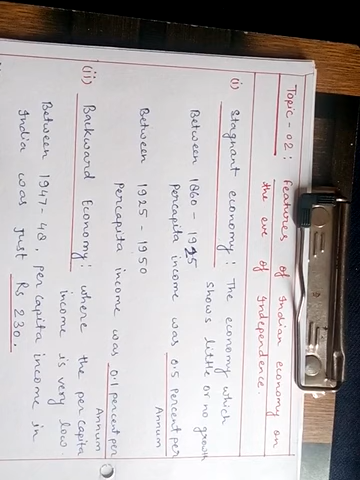 Topic-02: Features of Indian economy on
the eve of Independence.
(i) Stagnant economy: The economy which
shows little or no growth
Between 1860 - 1925
Percapita income was 0.5 percent per
Annum
Between 1925 - 1950
Percapita income was 0.1 percent per
Annum
(ii) Backward Economy: where the per capita
income is very low.
Between 1947-48, per capita income in
India was Just Rs 230.